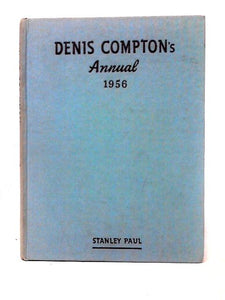 DENIS COMPTON's
Annual
1956
STANLEY PAUL